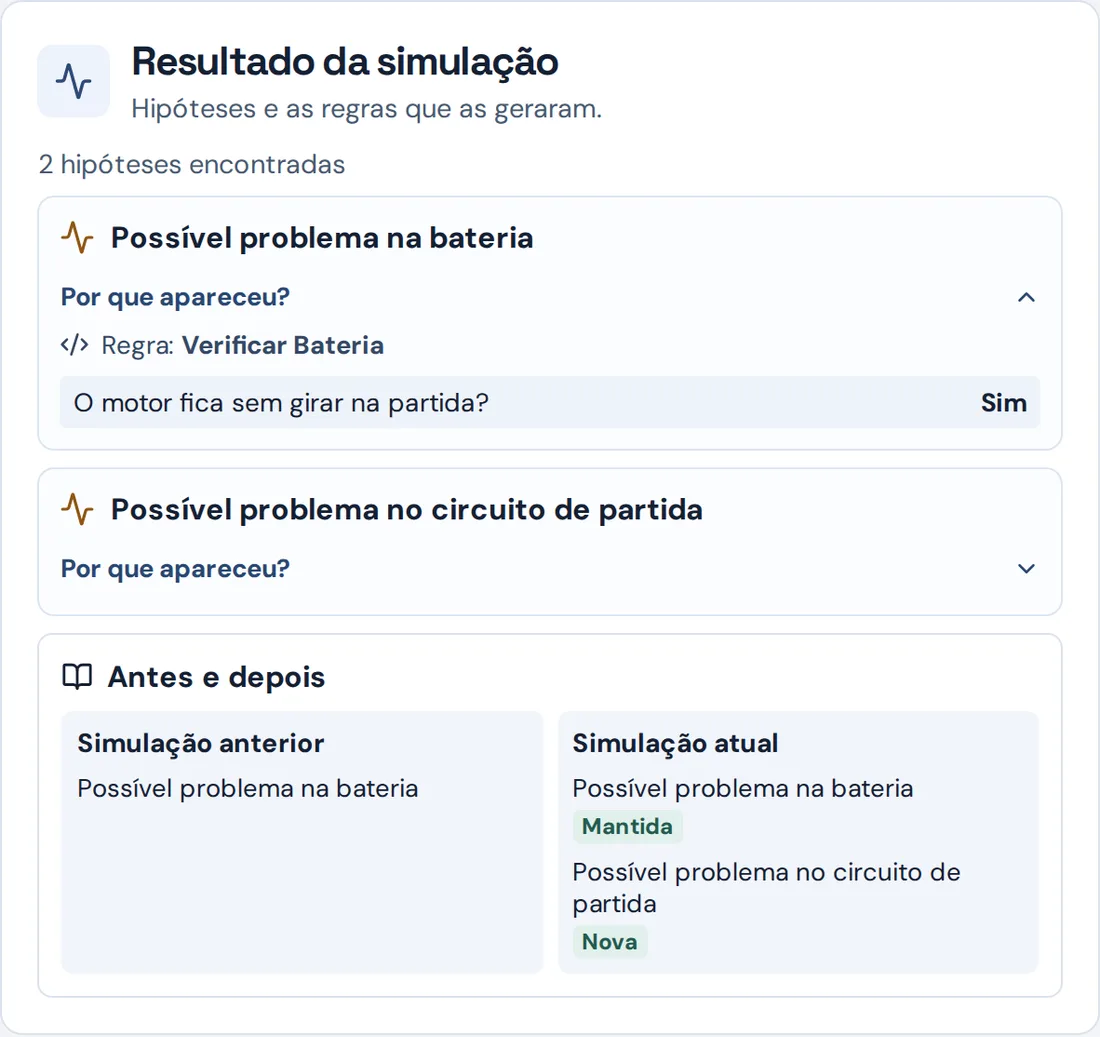 Resultado da simulação
Hipóteses e as regras que as geraram.
2 hipóteses encontradas
Possível problema na bateria
Por que apareceu?
</> Regra: Verificar Bateria
O motor fica sem girar na partida? Sim
Possível problema no circuito de partida
Por que apareceu?
Antes e depois
Simulação anterior
Possível problema na bateria
Simulação atual
Possível problema na bateria
Mantida
Possível problema no circuito de
partida
Nova